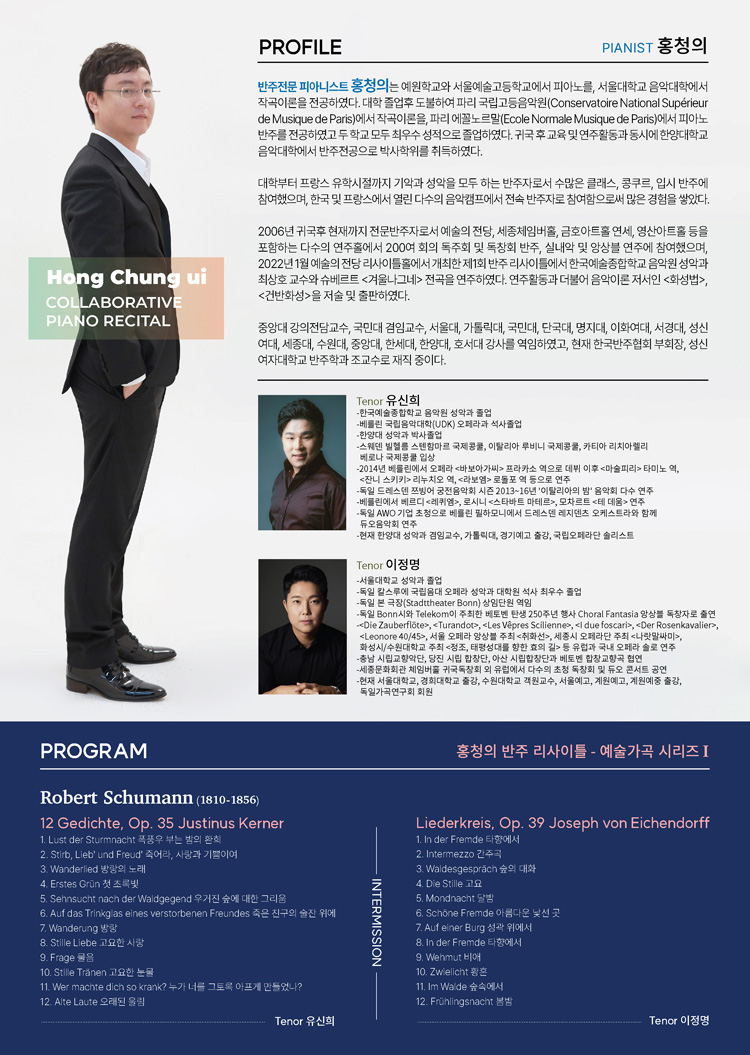 PROFILE
PIANIST 홍청의
반주전문 피아니스트 홍청의는 예원학교와 서울예술고등학교에서 피아노를, 서울대학교 음악대학에서
작곡이론을 전공하였다. 대학 졸업후 도불하여 파리 국립고등음악원(Conservatoire National Supérieur
de Musique de Paris)에서 작곡이론을, 파리 에꼴노르말(Ecole Normale Musique de Paris)에서 피아노
반주를 전공하였고 두 학교 모두 최우수 성적으로 졸업하였다. 귀국 후 교육 및 연주활동과 동시에 한양대학교
음악대학에서 반주전공으로 박사학위를 취득하였다.
대학부터 프랑스 유학시절까지 기악과 성악을 모두 하는 반주자로서 수많은 클래스, 콩쿠르, 입시 반주에
참여했으며, 한국 및 프랑스에서 열린 다수의 음악캠프에서 전속 반주자로 참여함으로써 많은 경험을 쌓았다.
2006년 귀국후 현재까지 전문반주자로서 예술의 전당, 세종체임버홀, 금호아트홀 연세, 영산아트홀 등을
포함하는 다수의 연주홀에서 200여 회의 독주회 및 독창회 반주, 실내악 및 앙상블 연주에 참여했으며,
2022년 1월 예술의 전당 리사이틀홀에서 개최한 제1회 반주 리사이틀에서 한국예술종합학교 음악원 성악과
최상호 교수와 슈베르트 <겨울나그네> 전곡을 연주하였다. 연주활동과 더불어 음악이론 저서인 <화성법>,
<건반화성>을 저술 및 출판하였다.
중앙대 강의전담교수, 국민대 겸임교수, 서울대, 가톨릭대, 국민대, 단국대, 명지대, 이화여대, 서경대, 성신
여대, 세종대, 수원대, 중앙대, 한세대, 한양대, 호서대 강사를 역임하였고, 현재 한국반주협회 부회장, 성신
여자대학교 반주학과 조교수로 재직 중이다.
Hong Chung ui
COLLABORATIVE
PIANO RECITAL
Tenor 유신희
-한국예술종합학교 음악원 성악과 졸업
-베를린 국립음악대학(UDK) 오페라과 석사졸업
-한양대 성악과 박사졸업
-스웨덴 빌헬름 스텐함마르 국제콩쿨, 이탈리아 루비니 국제콩쿨, 카티아 리치아렐리
베로나 국제콩쿨 입상
-2014년 베를린에서 오페라 <바보아가씨> 프라카소 역으로 데뷔 이후 <마술피리> 타미노 역,
<잔니 스키키> 리누치오 역, <라보엠> 로돌포 역 등으로 연주
-독일 드레스덴 쯔빙어 궁전음악회 시즌 2013~16년 '이탈리아의 밤' 음악회 다수 연주
-베를린에서 베르디 <레퀴엠>, 로시니 <스타바트 마테르>, 모차르트 <테 데움> 연주
-독일 AWO 기업 초청으로 베를린 필하모니에서 드레스덴 레지덴츠 오케스트라와 함께
듀오음악회 연주
-현재 한양대 성악과 겸임교수, 가톨릭대, 경기예고 출강, 국립오페라단 솔리스트
Tenor 이정명
-서울대학교 성악과 졸업
-독일 칼스루에 국립음대 오페라 성악과 대학원 석사 최우수 졸업
-독일 본 극장(Stadttheater Bonn) 상임단원 역임
-독일 Bonn시와 Telekom이 주최한 베토벤 탄생 250주년 행사 Choral Fantasia 앙상블 독창자로 출연
-<Die Zauberflöte>, <Turandot>, <Les Vêpres Scilienne>, <I due foscari>, <Der Rosenkavalier>,
<Leonore 40/45>, 서울 오페라 앙상블 주최 <취화선>, 세종시 오페라단 주최 <나랏말싸미>,
화성시/수원대학교 주최 <정조, 태평성대를 향한 효의 길> 등 유럽과 국내 오페라 솔로 연주
-충남 시립교향악단, 당진 시립 합창단, 아산 시립합창단과 베토벤 합창교향곡 협연
-세종문화회관 체임버홀 귀국독창회 외 유럽에서 다수의 초청 독창회 및 듀오 콘서트 공연
-현재 서울대학교, 경희대학교 출강, 수원대학교 객원교수, 서울예고, 계원예고, 계원예중 출강,
독일가곡연구회 회원
PROGRAM
홍청의 반주 리사이틀 - 예술가곡 시리즈 I
Robert Schumann (1810-1856)
12 Gedichte, Op. 35 Justinus Kerner
1. Lust der Sturmnacht 폭풍우 부는 밤의 환희
2. Stirb, Lieb' und Freud' 죽어라, 사랑과 기쁨이여
3. Wanderlied 방랑의 노래
4. Erstes Grün 첫 초록빛
5. Sehnsucht nach der Waldgegend 우거진 숲에 대한 그리움
6. Auf das Trinkglas eines verstorbenen Freundes 죽은 친구의 술잔 위에
7. Wanderung 방랑
8. Stille Liebe 고요한 사랑
9. Frage 물음
10. Stille Tränen 고요한 눈물
11. Wer machte dich so krank? 누가 너를 그토록 아프게 만들었나?
12. Alte Laute 오래된 울림
Tenor 유신희
INTERMISSION
Liederkreis, Op. 39 Joseph von Eichendorff
1. In der Fremde 타향에서
2. Intermezzo 간주곡
3. Waldesgespräch 숲의 대화
4. Die Stille 고요
5. Mondnacht 달밤
6. Schöne Fremde 아름다운 낯선 곳
7. Auf einer Burg 성곽 위에서
8. In der Fremde 타향에서
9. Wehmut 비애
10. Zwielicht 황혼
11. Im Walde 숲속에서
12. Frühlingsnacht 봄밤
Tenor 이정명